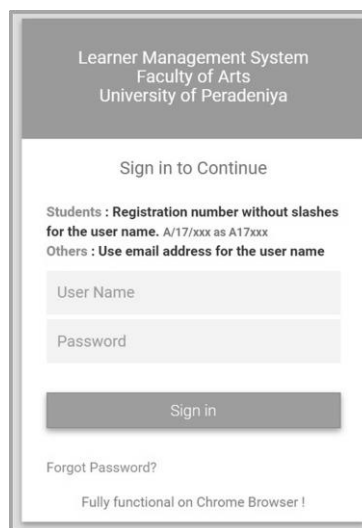 Learner Management System
Faculty of Arts
University of Peradeniya
Sign in to Continue
Students : Registration number without slashes
for the user name. A/17/xxx as A17xxx
Others : Use email address for the user name
User Name
Password
Sign in
Forgot Password?
Fully functional on Chrome Browser !